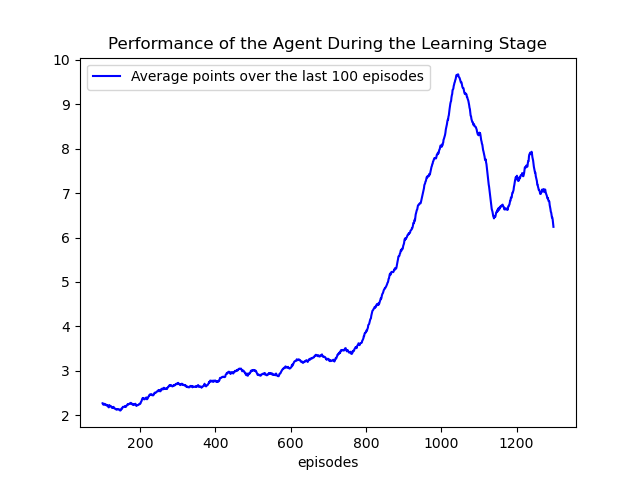 Performance of the Agent During the Learning Stage
Average points over the last 100 episodes
10
9
8
7
6
5
4
3
2
200 400 600 800 1000 1200
episodes